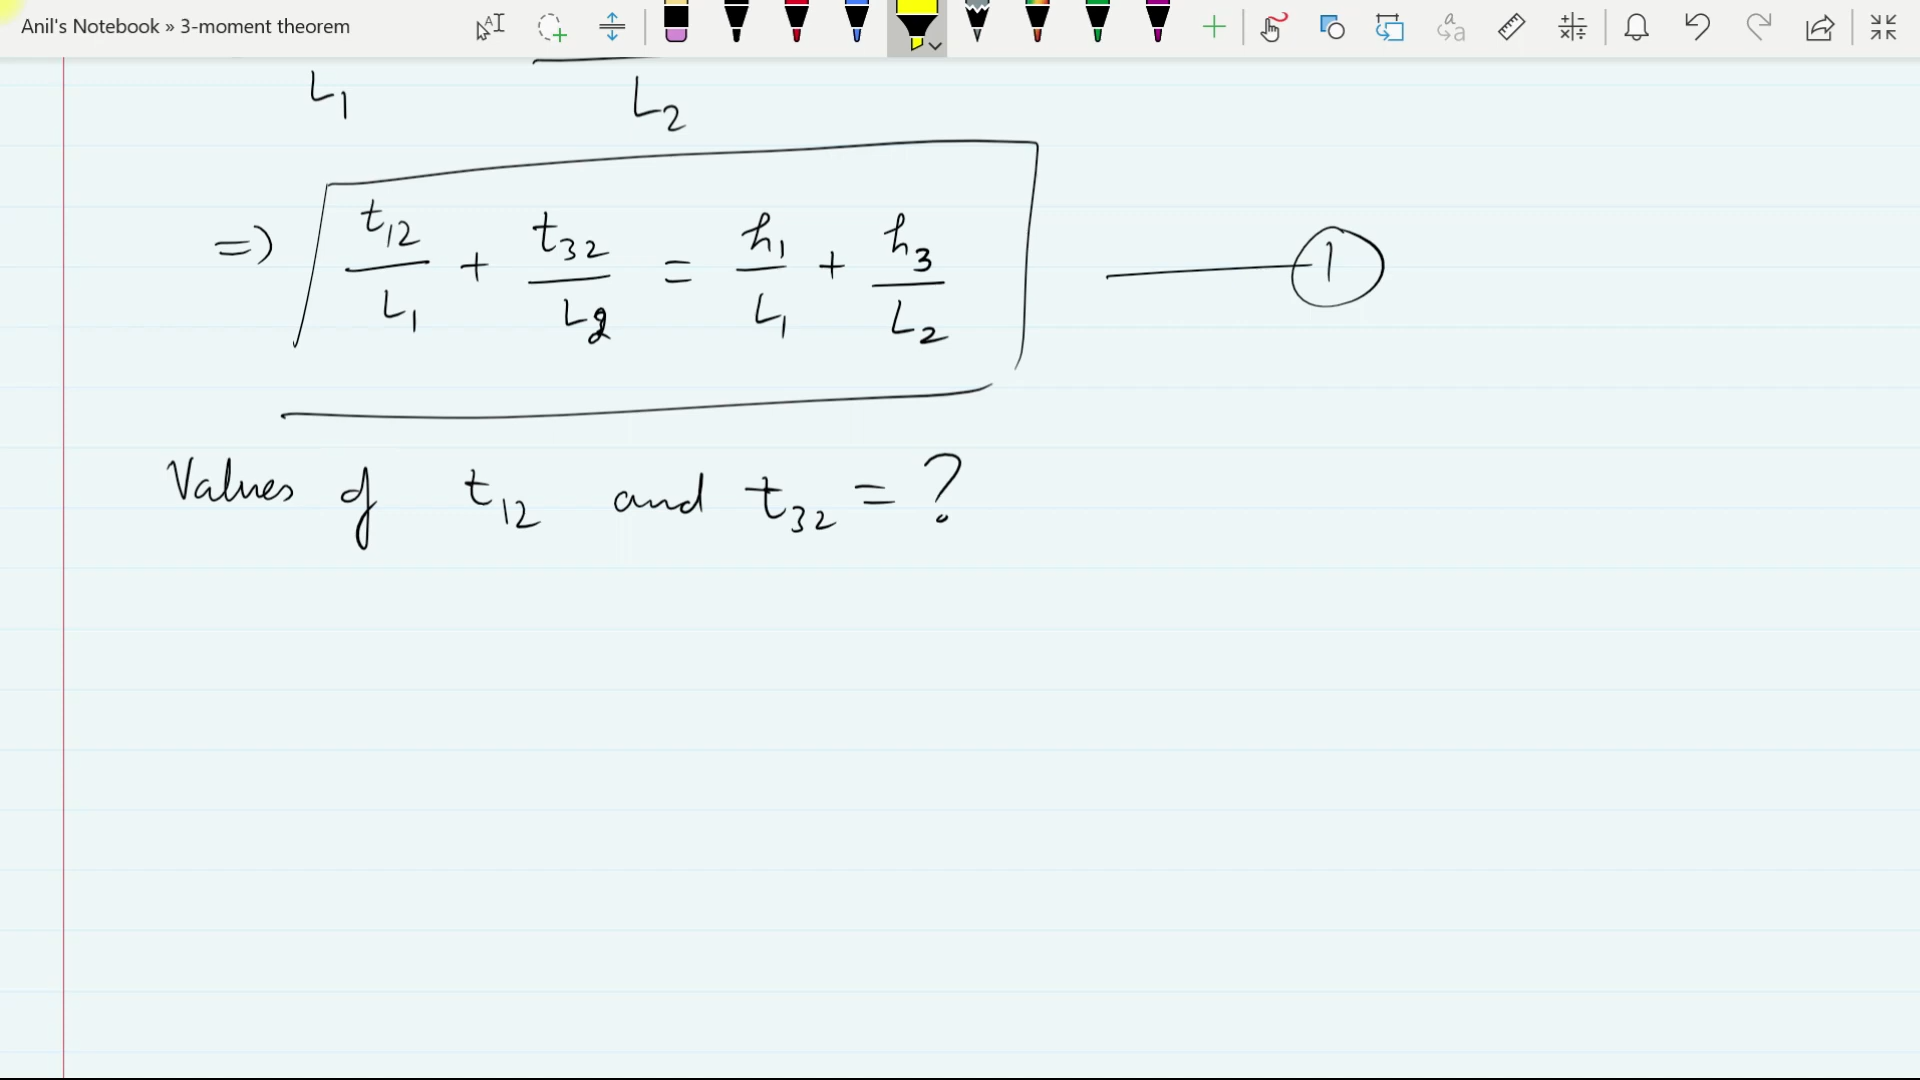 Anil's Notebook » 3-moment theorem
L₁ L₂
=> t₁₂/L₁ + t₃₂/L₂ = h₁/L₁ + h₃/L₂ — 1
Values of t₁₂ and t₃₂ = ?